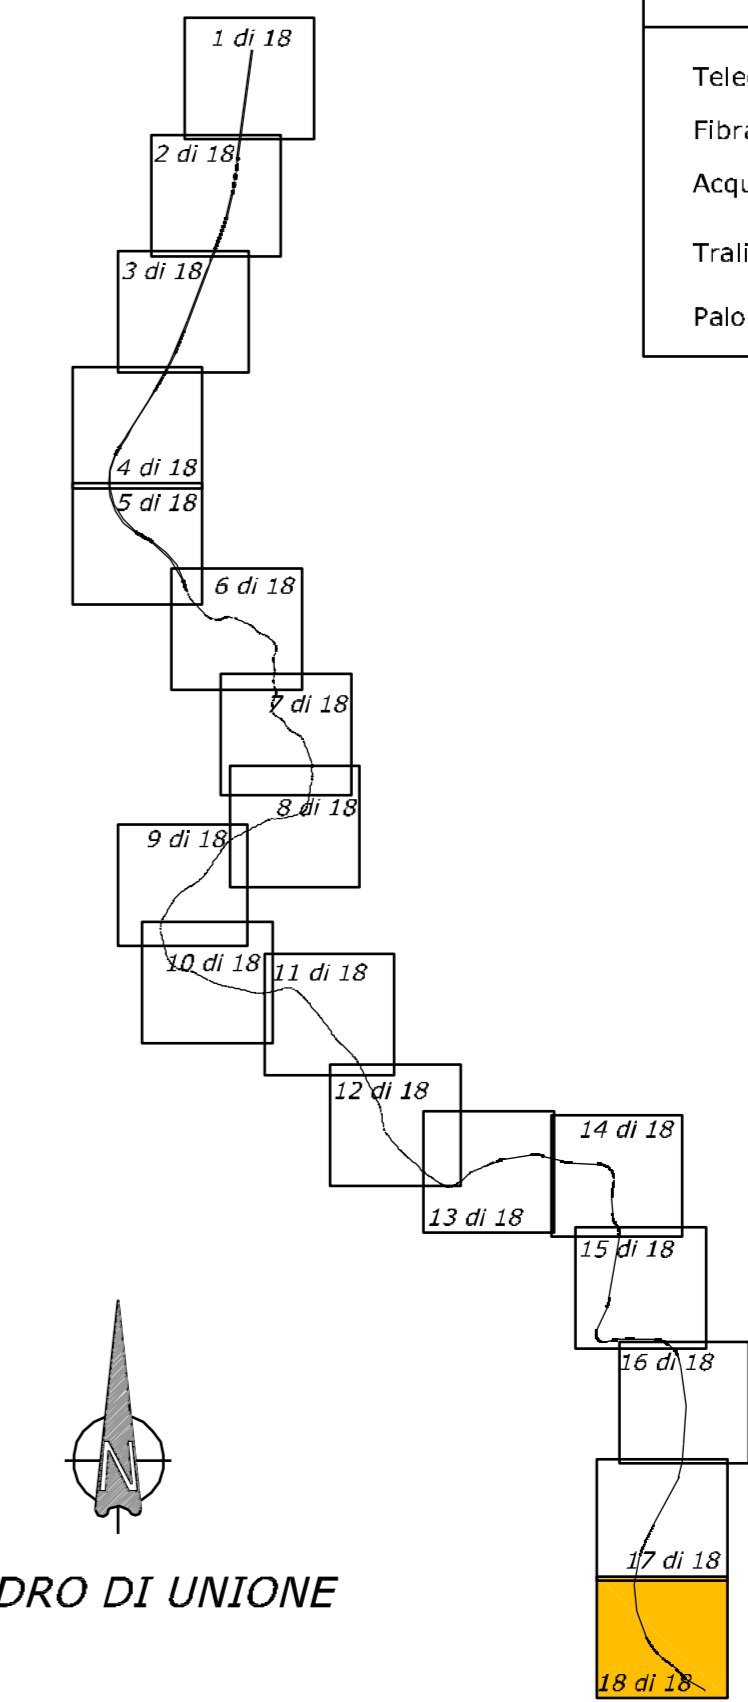 1 di 18
Tele
Fibra
2 di 18
Acqu
Trali
3 di 18
Palo
4 di 18
5 di 18
6 di 18
7 di 18
8 di 18
9 di 18
10 di 18
11 di 18
12 di 18
14 di 18
13 di 18
15 di 18
16 di 18
N
17 di 18
DRO DI UNIONE
18 di 18